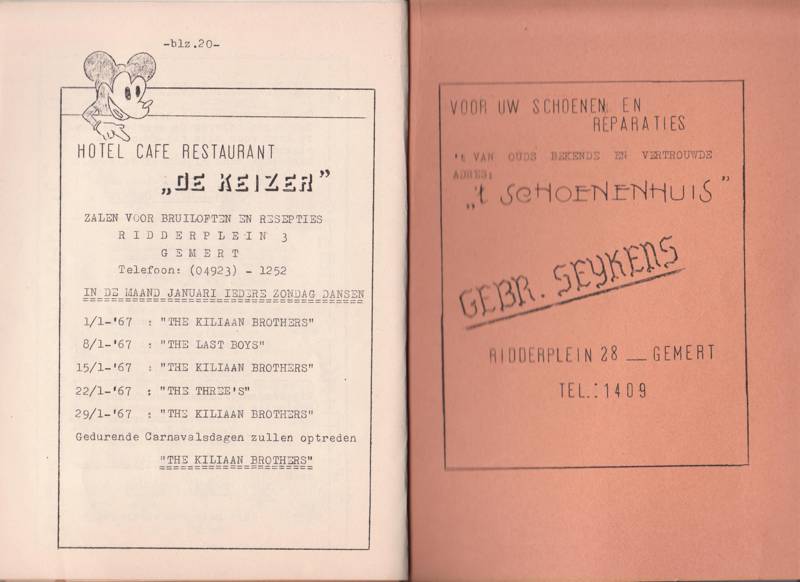 -blz.20-
HOTEL CAFE RESTAURANT
„DE KEIZER”
ZALEN VOOR BRUILOFTEN EN RESEPTIES
RIDDERPLEIN 3
GEMERT
Telefoon: (04923) - 1252
IN DE MAAND JANUARI IEDERE ZONDAG DANSEN
1/1-'67 : "THE KILIAAN BROTHERS"
8/1-'67 : "THE LAST BOYS"
15/1-'67 : "THE KILIAAN BROTHERS"
22/1-'67 : "THE THREE'S"
29/1-'67 : "THE KILIAAN BROTHERS"
Gedurende Carnavalsdagen zullen optreden
"THE KILIAAN BROTHERS"
VOOR UW SCHOENEN EN
REPARATIES
't VAN OUDS BEKENDE EN VERTROUWDE
ADRES:
„'t SCHOENENHUIS”
GEBR. SEYKENS
RIDDERPLEIN 28 — GEMERT
TEL.: 1409